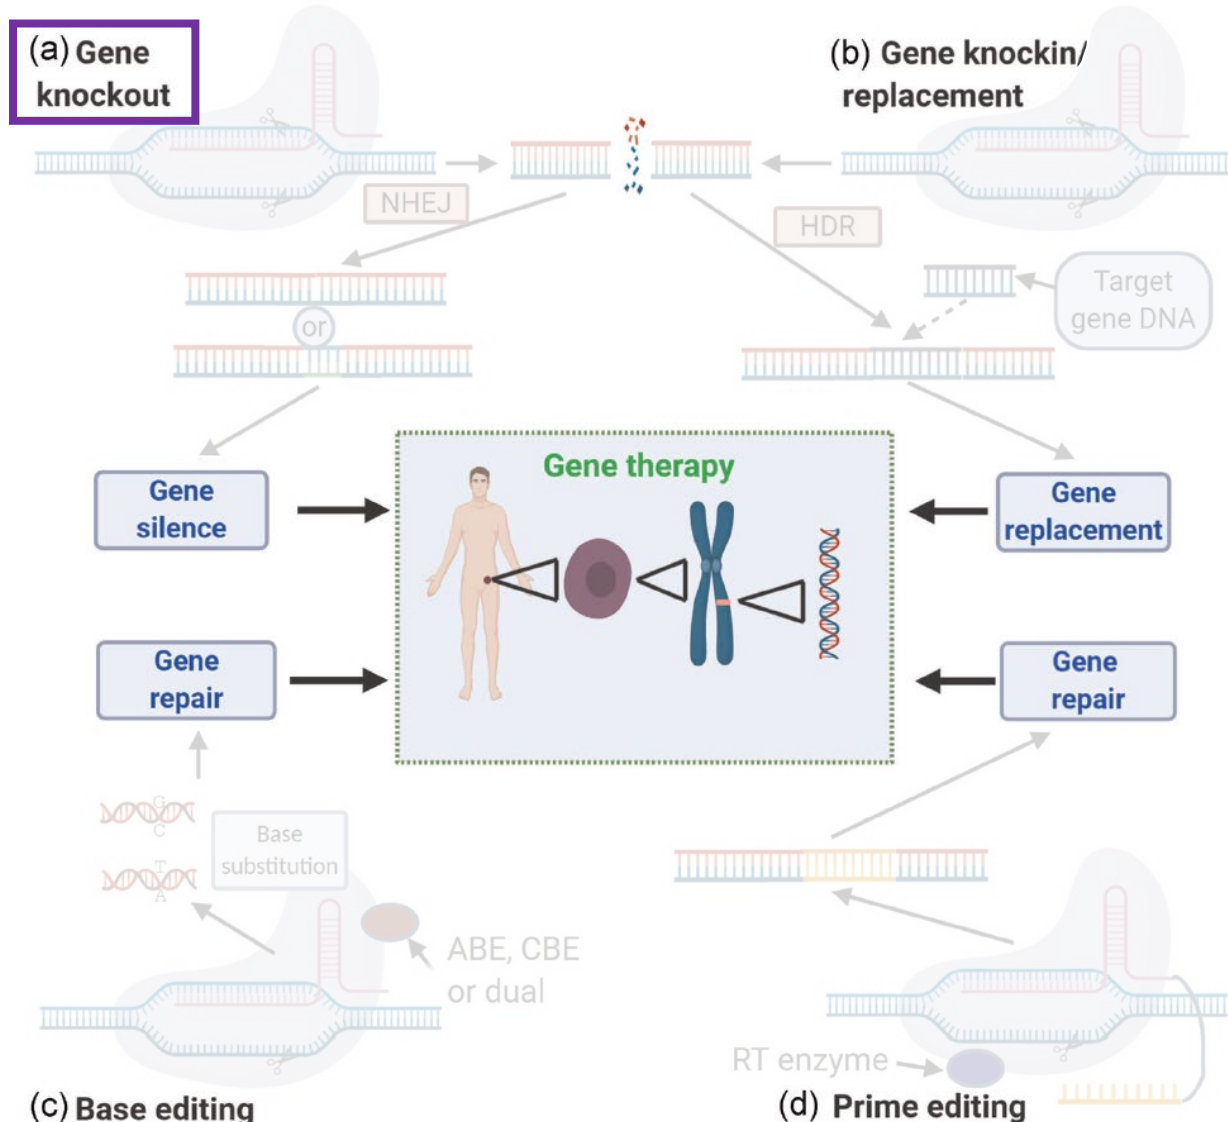 (a) Gene
knockout
(b) Gene knockin/
replacement
NHEJ
HDR
Target
gene DNA
or
Gene therapy
Gene
silence
Gene
replacement
Gene
repair
Gene
repair
G
C
T
A
Base
substitution
ABE, CBE
or dual
RT enzyme
(c) Base editing
(d) Prime editing